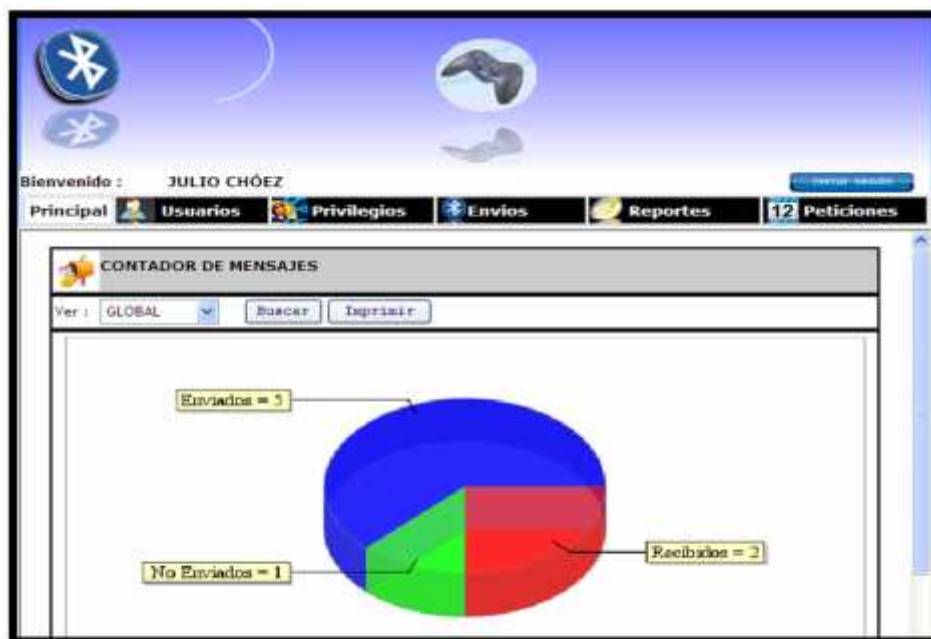 Bienvenido : JULIO CHÓEZ
Principal Usuarios Privilegios Envios Reportes 12 Peticiones
CONTADOR DE MENSAJES
Ver : GLOBAL Buscar Imprimir
Enviados = 5
Recibidos = 2
No Enviados = 1